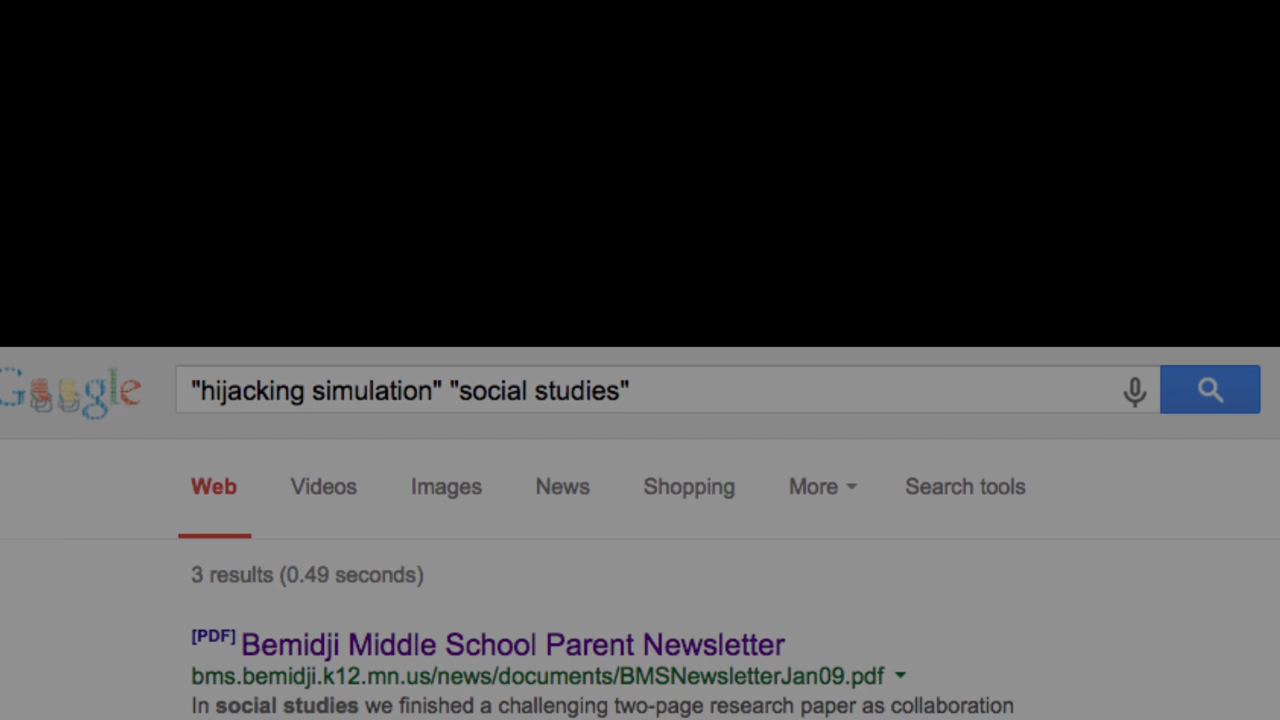 Google
"hijacking simulation" "social studies"
Web Videos Images News Shopping More Search tools
3 results (0.49 seconds)
[PDF] Bemidji Middle School Parent Newsletter
bms.bemidji.k12.mn.us/news/documents/BMSNewsletterJan09.pdf
In social studies we finished a challenging two-page research paper as collaboration